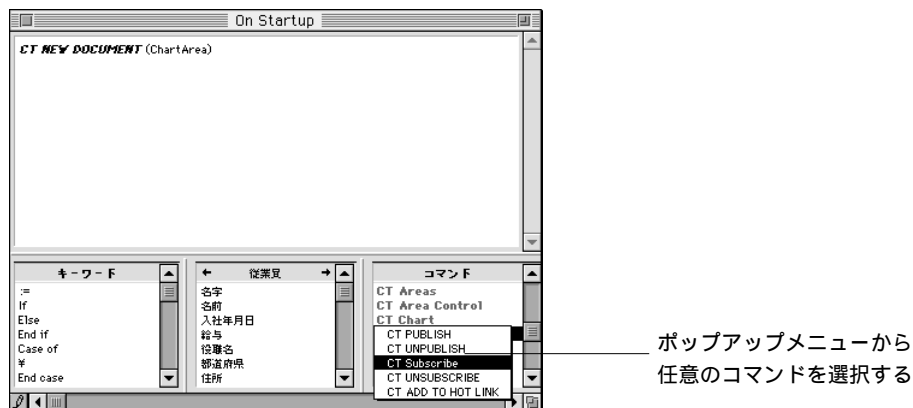 On Startup
CT NEW DOCUMENT (ChartArea)
キーワード
:=
If
Else
End if
Case of
¥
End case
従業員
名字
名前
入社年月日
給与
役職名
都道府県
住所
コマンド
CT Areas
CT Area Control
CT Chart
CT PUBLISH
CT UNPUBLISH
CT Subscribe
CT UNSUBSCRIBE
CT ADD TO HOT LINK
ポップアップメニューから
任意のコマンドを選択する